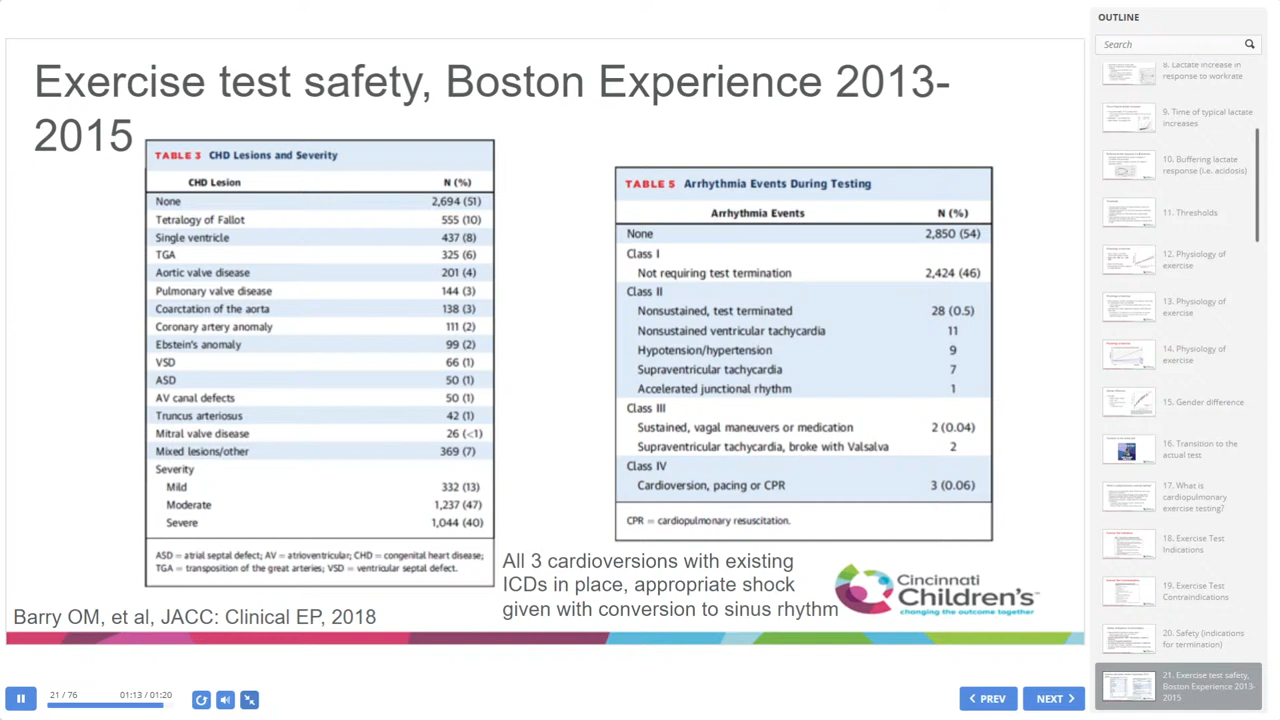 Exercise test safety, Boston Experience 2013-
2015
TABLE 3 CHD Lesions and Severity
CHD Lesion N (%)
None 2,694 (51)
Tetralogy of Fallot 555 (10)
Single ventricle 437 (8)
TGA 325 (6)
Aortic valve disease 201 (4)
Pulmonary valve disease 144 (3)
Coarctation of the aorta 138 (3)
Coronary artery anomaly 111 (2)
Ebstein's anomaly 99 (2)
VSD 66 (1)
ASD 50 (1)
AV canal defects 50 (1)
Truncus arteriosus 42 (1)
Mitral valve disease 26 (<1)
Mixed lesions/other 369 (7)
Severity
Mild 332 (13)
Moderate 1,237 (47)
Severe 1,044 (40)
ASD = atrial septal defect; AV = atrioventricular; CHD = congenital heart disease;
TGA = transposition of the great arteries; VSD = ventricular septal defect.
TABLE 5 Arrhythmia Events During Testing
Arrhythmia Events N (%)
None 2,850 (54)
Class I
Not requiring test termination 2,424 (46)
Class II
Nonsustained, test terminated 28 (0.5)
Nonsustained ventricular tachycardia 11
Hypotension/hypertension 9
Supraventricular tachycardia 7
Accelerated junctional rhythm 1
Class III
Sustained, vagal maneuvers or medication 2 (0.04)
Supraventricular tachycardia, broke with Valsalva 2
Class IV
Cardioversion, pacing or CPR 3 (0.06)
CPR = cardiopulmonary resuscitation.
All 3 cardioversions with existing
ICDs in place, appropriate shock
given with conversion to sinus rhythm
Barry OM, et al, JACC: Clinical EP, 2018
Cincinnati
Children's
changing the outcome together
21 / 76
01:13 / 01:20
PREV
NEXT
OUTLINE
Search
8. Lactate increase in
response to workrate
9. Time of typical lactate
increases
10. Buffering lactate
response (i.e. acidosis)
11. Thresholds
12. Physiology of
exercise
13. Physiology of
exercise
14. Physiology of
exercise
15. Gender difference
16. Transition to the
actual test
17. What is
cardiopulmonary
exercise testing?
18. Exercise Test
Indications
19. Exercise Test
Contraindications
20. Safety (indications
for termination)
21. Exercise test safety,
Boston Experience 2013-
2015